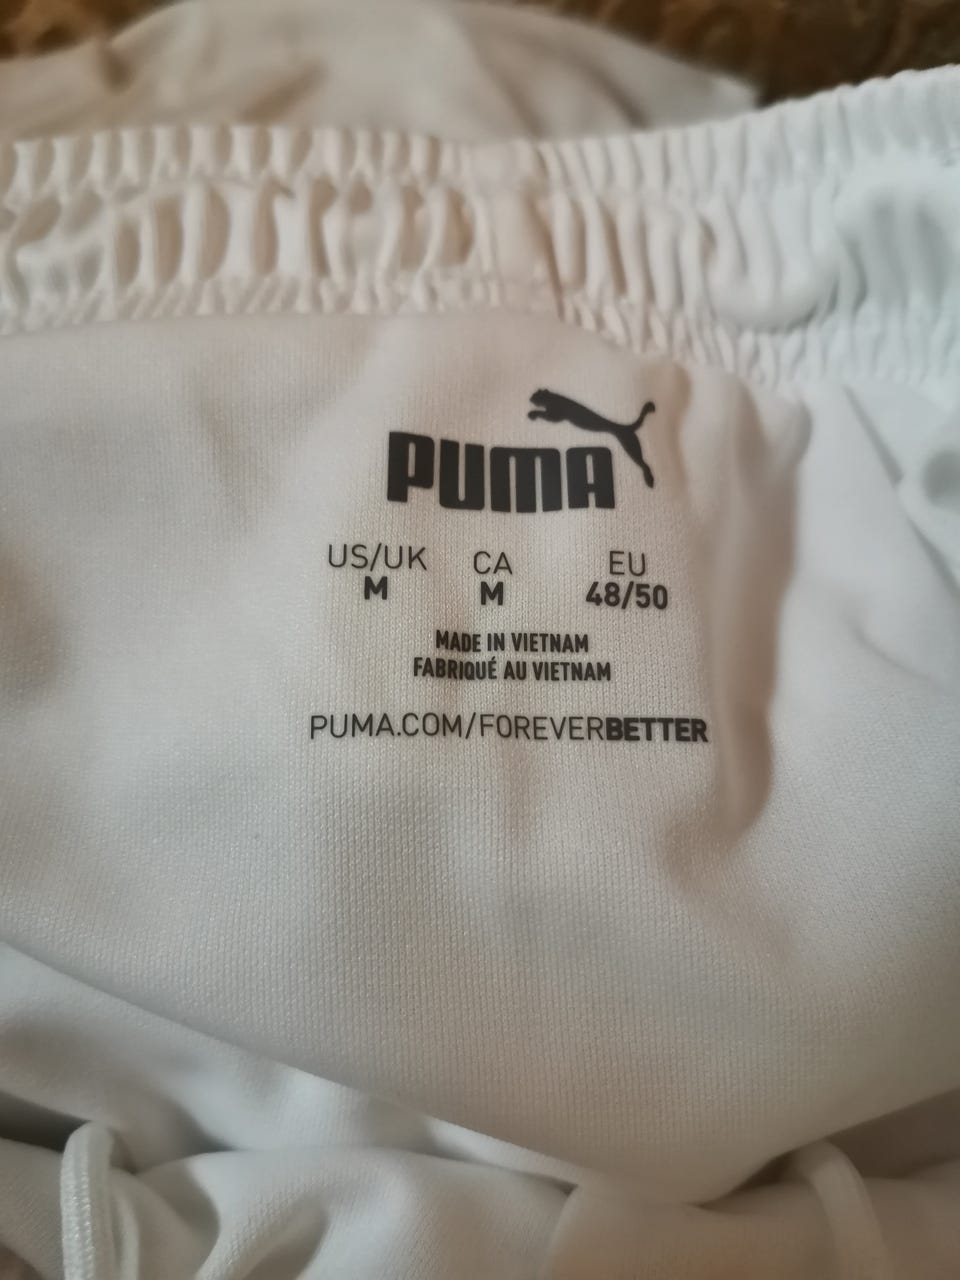 PUMA
US/UK CA EU
M M 48/50
MADE IN VIETNAM
FABRIQUÉ AU VIETNAM
PUMA.COM/FOREVERBETTER